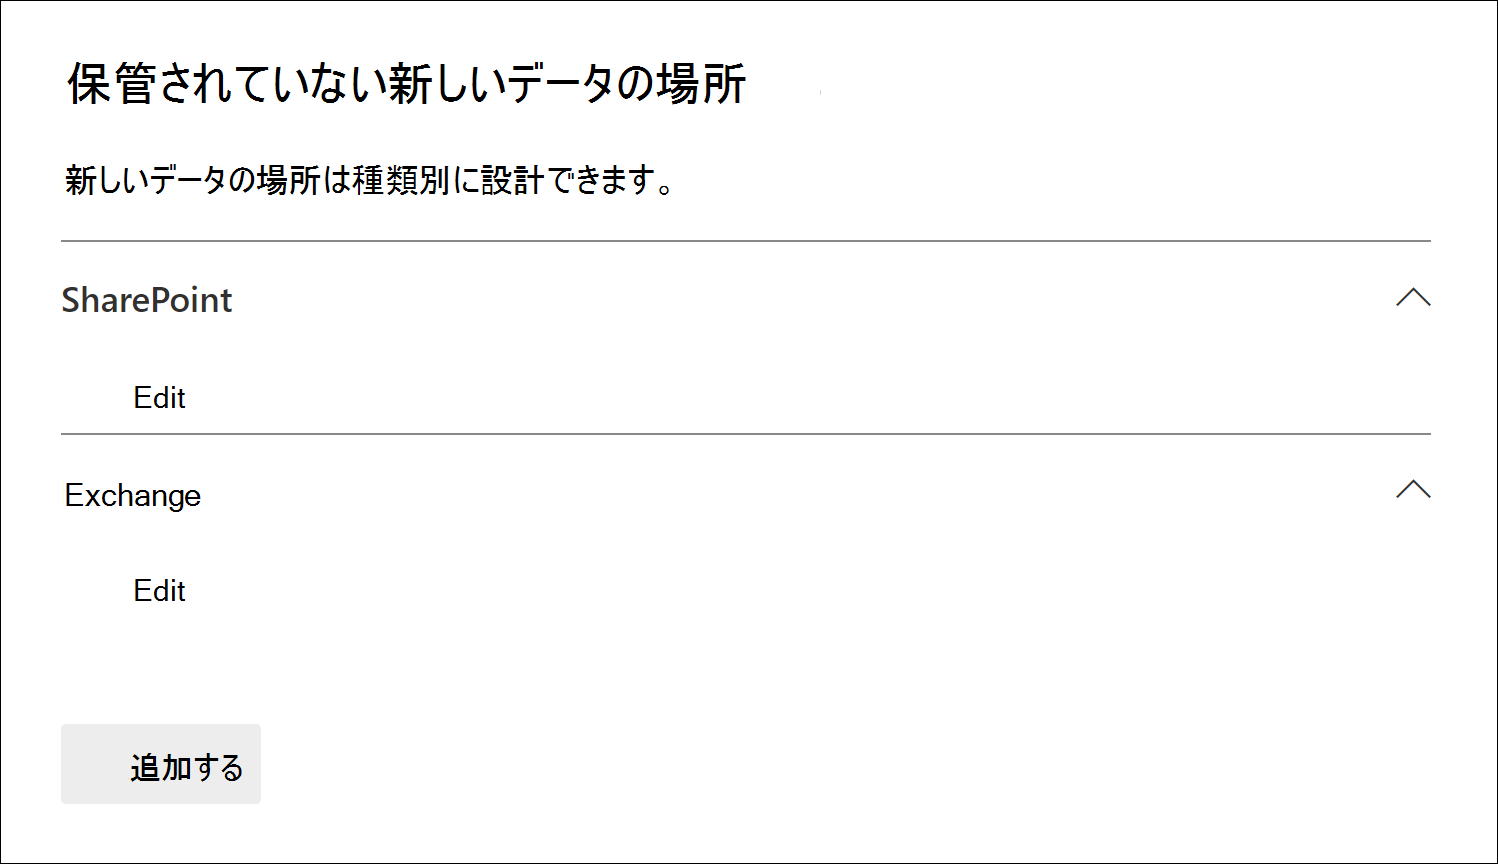 保管されていない新しいデータの場所
新しいデータの場所は種類別に設計できます。
SharePoint
Edit
Exchange
Edit
追加する